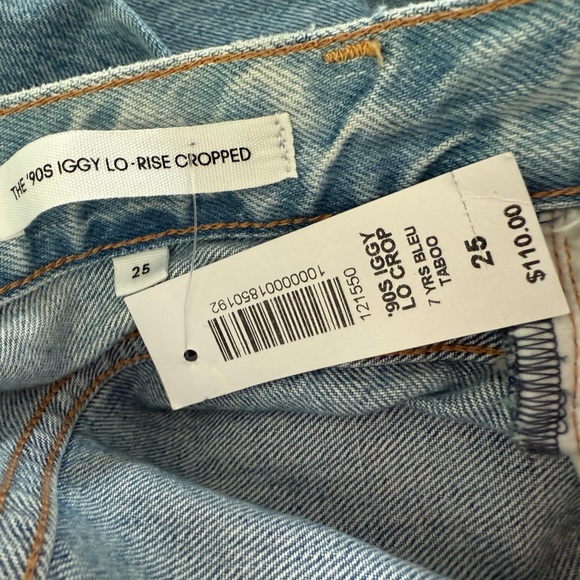 THE '90S IGGY LO-RISE CROPPED
25
10000001850192
121550
'90S IGGY
LO CROP
7 YRS BLEU
TABOO
25
$110.00